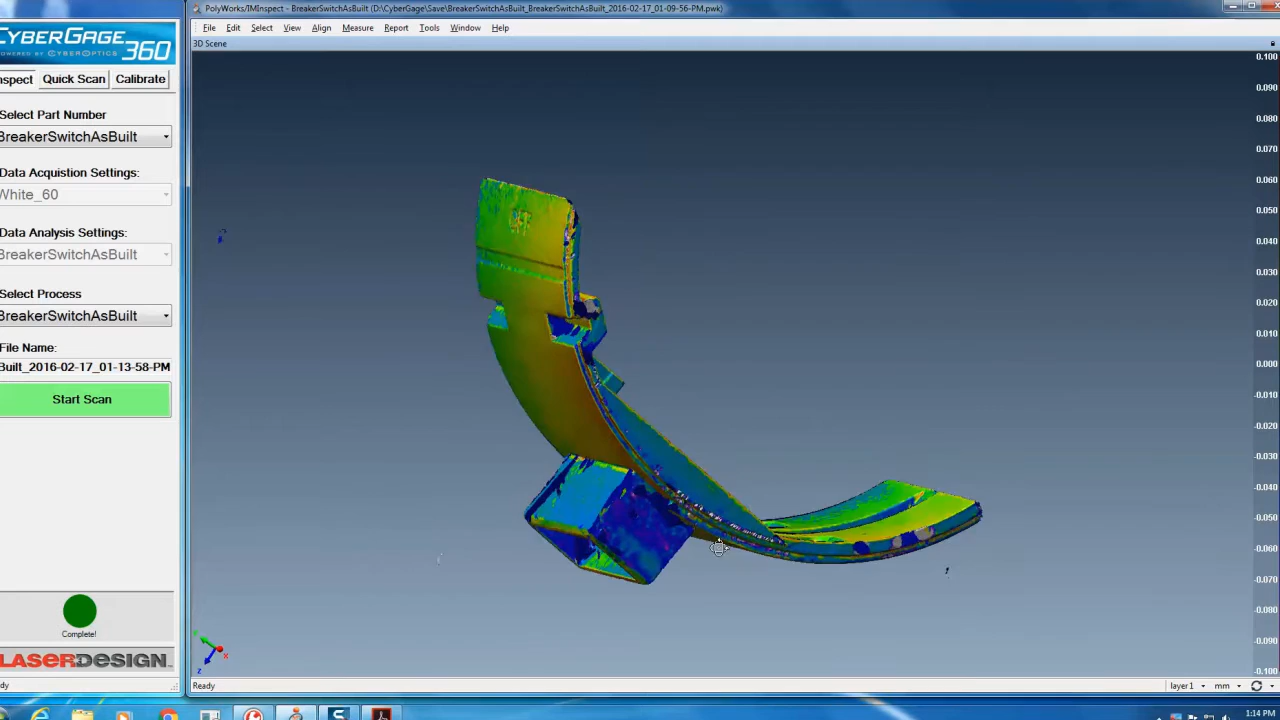 PolyWorks/IMInspect - BreakerSwitchAsBuilt (D:\CyberGage\Save\BreakerSwitchAsBuilt_BreakerSwitchAsBuilt_2016-02-17_01-09-56-PM.pwk)
CYBERGAGE
POWERED BY CYBEROPTICS 360
File Edit Select View Align Measure Report Tools Window Help
3D Scene
nspect Quick Scan Calibrate
Select Part Number
BreakerSwitchAsBuilt
Data Acquistion Settings:
White_60
Data Analysis Settings:
BreakerSwitchAsBuilt
Select Process
BreakerSwitchAsBuilt
File Name:
Built_2016-02-17_01-13-58-PM
Start Scan
Complete!
LASERDESIGN
dy
OFF
0.100
0.090
0.080
0.070
0.060
0.050
0.040
0.030
0.020
0.010
0.000
-0.010
-0.020
-0.030
-0.040
-0.050
-0.060
-0.070
-0.080
-0.090
-0.100
x
z
Ready
layer1
mm
1:14 PM